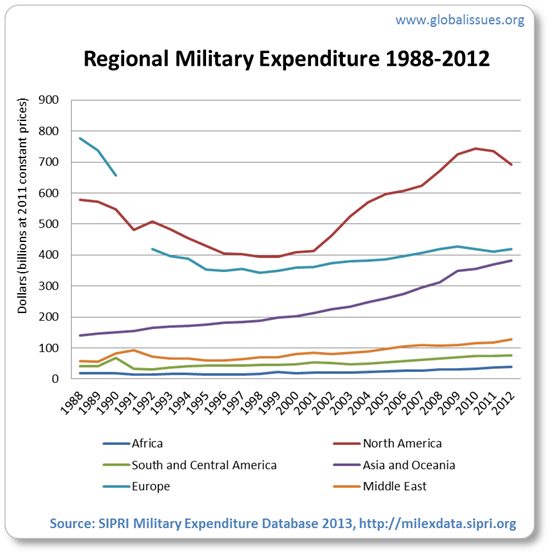 www.globalissues.org
Regional Military Expenditure 1988-2012
Dollars (billions at 2011 constant prices)
900
800
700
600
500
400
300
200
100
0
1988 1989 1990 1991 1992 1993 1994 1995 1996 1997 1998 1999 2000 2001 2002 2003 2004 2005 2006 2007 2008 2009 2010 2011 2012
Africa North America
South and Central America Asia and Oceania
Europe Middle East
Source: SIPRI Military Expenditure Database 2013, http://milexdata.sipri.org